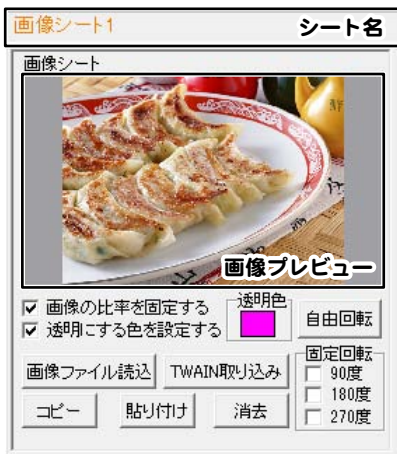 画像シート1 シート名
画像シート
画像プレビュー
画像の比率を固定する
透明にする色を設定する
透明色
自由回転
画像ファイル読込 TWAIN取り込み
コピー 貼り付け 消去
固定回転
90度
180度
270度